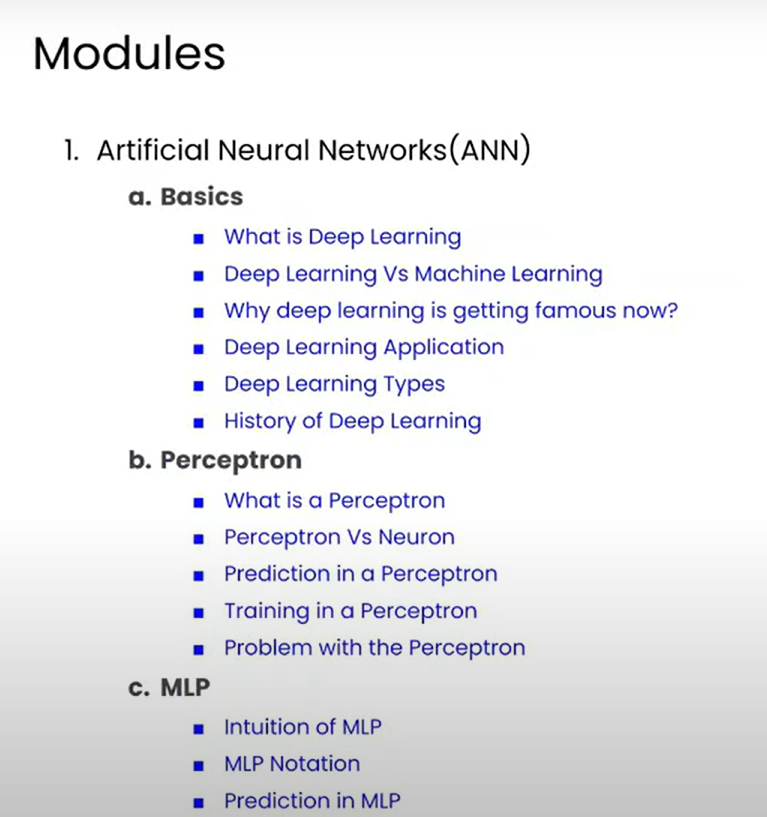 Modules
1. Artificial Neural Networks(ANN)
a. Basics
■ What is Deep Learning
■ Deep Learning Vs Machine Learning
■ Why deep learning is getting famous now?
■ Deep Learning Application
■ Deep Learning Types
■ History of Deep Learning
b. Perceptron
■ What is a Perceptron
■ Perceptron Vs Neuron
■ Prediction in a Perceptron
■ Training in a Perceptron
■ Problem with the Perceptron
c. MLP
■ Intuition of MLP
■ MLP Notation
■ Prediction in MLP